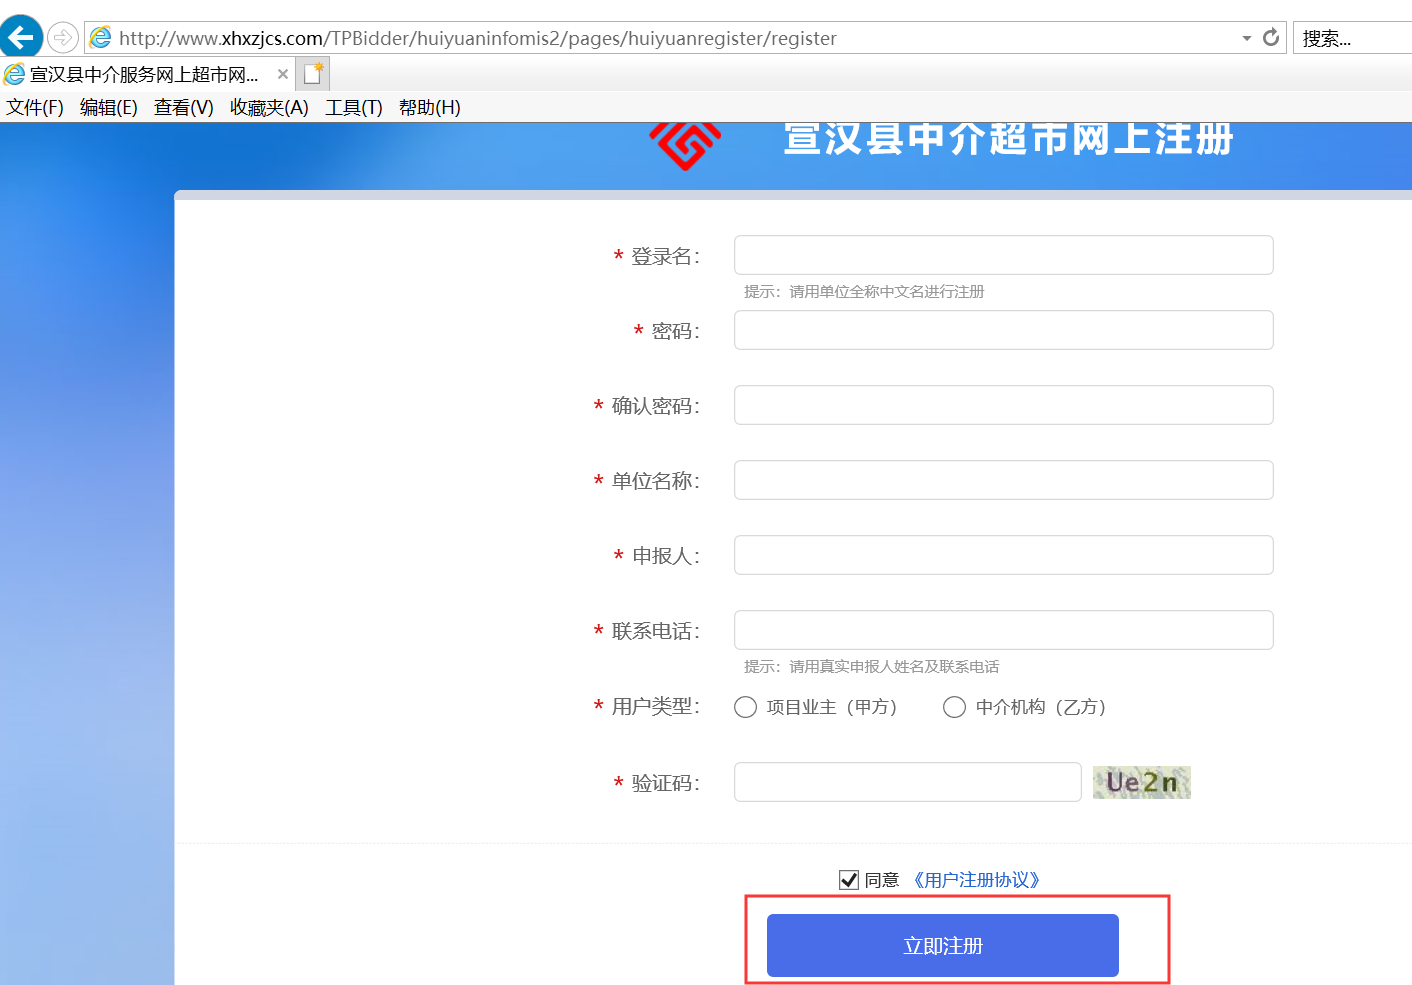 http://www.xhxzjcs.com/TPBidder/huiyuaninfomis2/pages/huiyuanregister/register
搜索...
宣汉县中介服务网上超市网...
文件(F) 编辑(E) 查看(V) 收藏夹(A) 工具(T) 帮助(H)
宣汉县中介超市网上注册
* 登录名：
提示：请用单位全称中文名进行注册
* 密码：
* 确认密码：
* 单位名称：
* 申报人：
* 联系电话：
提示：请用真实申报人姓名及联系电话
* 用户类型： 项目业主（甲方） 中介机构（乙方）
* 验证码： Ue2n
同意 《用户注册协议》
立即注册